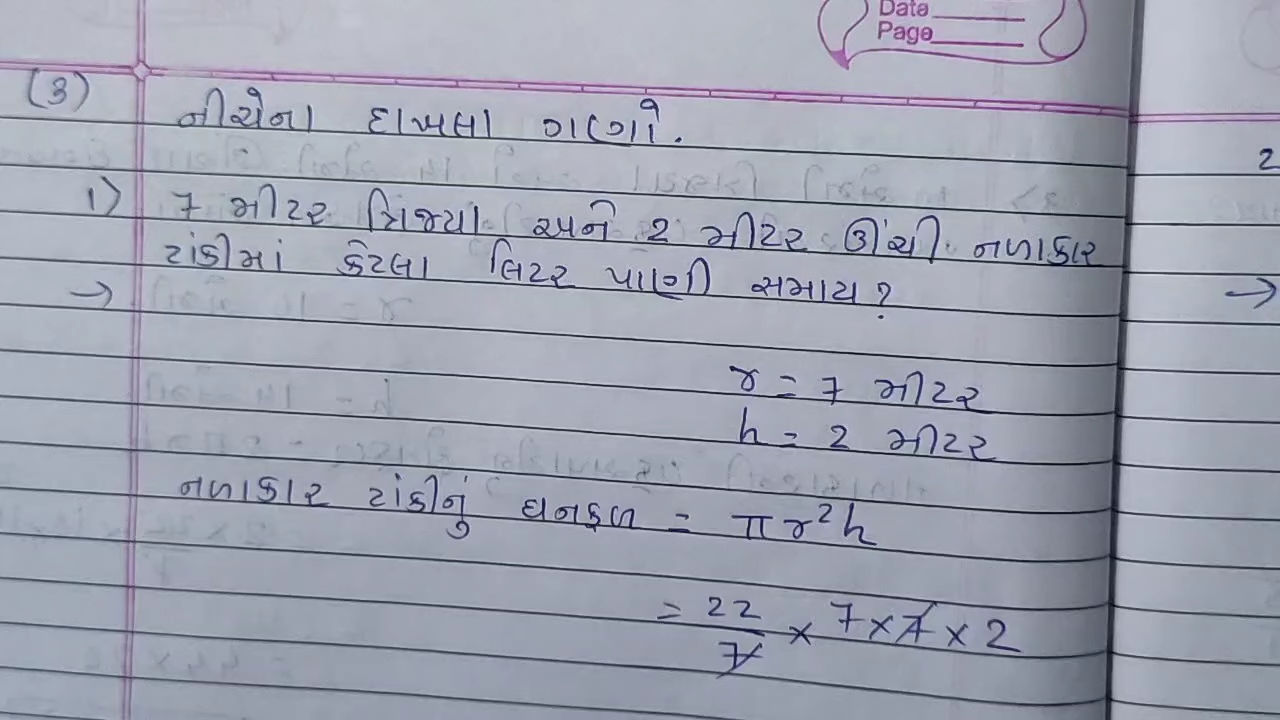 Date
Page
(3) નીચેના દાખલા ગણો.
1) 7 મીટર ત્રિજ્યા અને 2 મીટર ઊંચી નળાકાર
ટાંકીમાં કેટલા લિટર પાણી સમાય?
→
r = 7 મીટર
h = 2 મીટર
નળાકાર ટાંકીનું ઘનફળ = πr²h
= 22/7 × 7 × 7 × 2
2
→